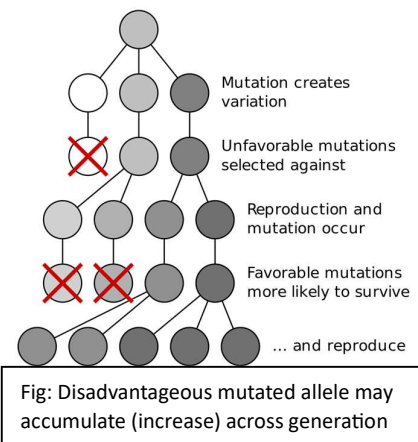 Mutation creates
variation
Unfavorable mutations
selected against
Reproduction and
mutation occur
Favorable mutations
more likely to survive
... and reproduce
Fig: Disadvantageous mutated allele may
accumulate (increase) across generation